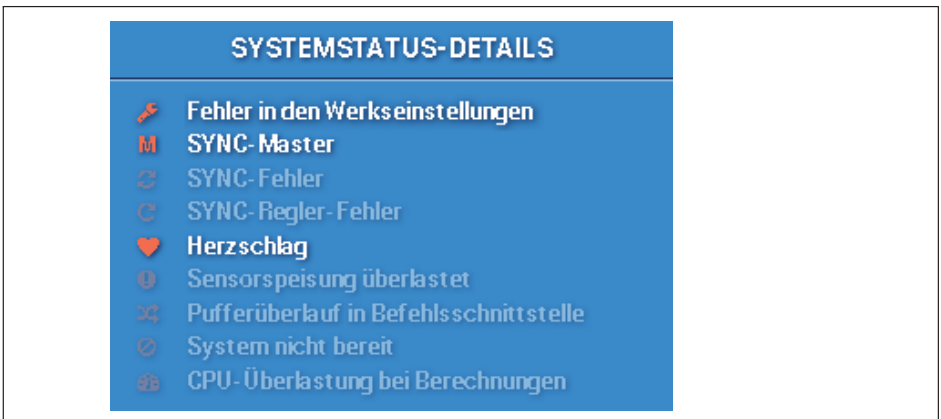 SYSTEMSTATUS-DETAILS
Fehler in den Werkseinstellungen
M SYNC-Master
SYNC-Fehler
SYNC-Regler-Fehler
Herzschlag
Sensorspeisung überlastet
Pufferüberlauf in Befehlsschnittstelle
System nicht bereit
CPU-Überlastung bei Berechnungen